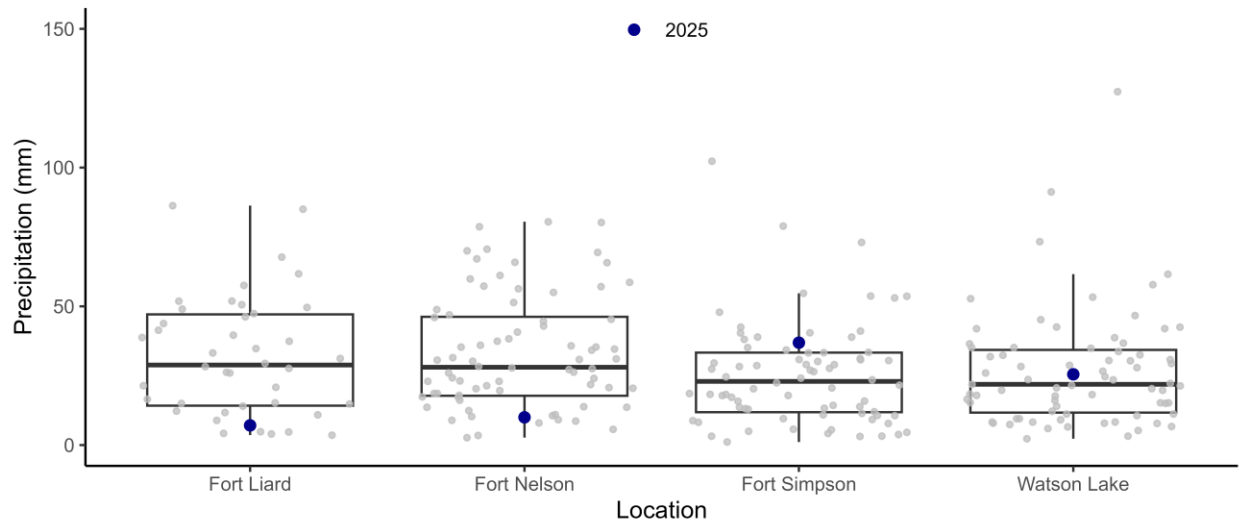 150
2025
100
50
0
Precipitation (mm)
Fort Liard
Fort Nelson
Fort Simpson
Watson Lake
Location